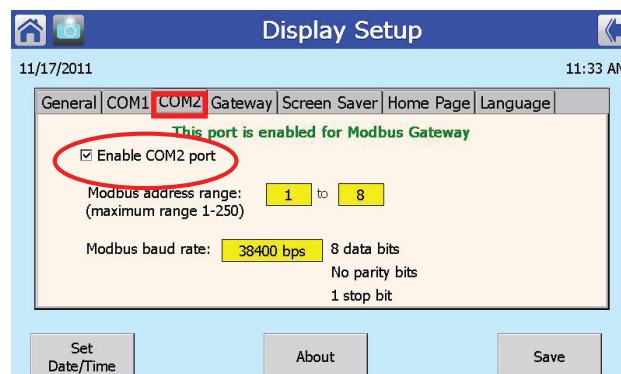 Display Setup
11/17/2011
11:33 AM
General COM1 COM2 Gateway Screen Saver Home Page Language
This port is enabled for Modbus Gateway
Enable COM2 port
Modbus address range: 1 to 8
(maximum range 1-250)
Modbus baud rate: 38400 bps 8 data bits
No parity bits
1 stop bit
Set
Date/Time
About
Save